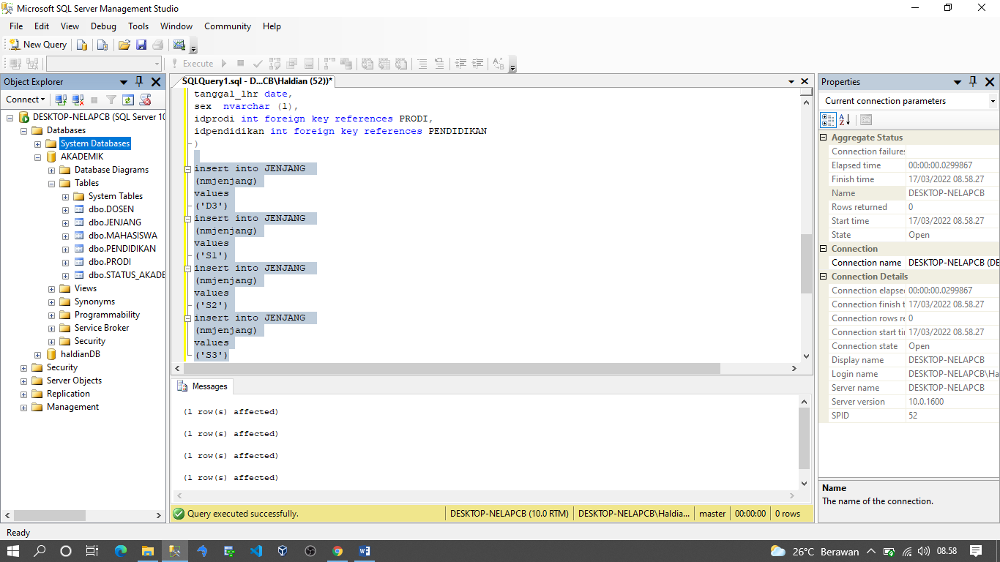 Microsoft SQL Server Management Studio
File Edit View Debug Tools Window Community Help
New Query
Execute
Object Explorer
Connect
DESKTOP-NELAPCB (SQL Server 10
Databases
System Databases
AKADEMIK
Database Diagrams
Tables
System Tables
dbo.DOSEN
dbo.JENJANG
dbo.MAHASISWA
dbo.PENDIDIKAN
dbo.PRODI
dbo.STATUS_AKADE
Views
Synonyms
Programmability
Service Broker
Security
haldianDB
Security
Server Objects
Replication
Management
SQLQuery1.sql - D...CB\Haldian (52))*
tanggal_lhr date,
sex nvarchar (1),
idprodi int foreign key references PRODI,
idpendidikan int foreign key references PENDIDIKAN
)
insert into JENJANG
(nmjenjang)
values
('D3')
insert into JENJANG
(nmjenjang)
values
('S1')
insert into JENJANG
(nmjenjang)
values
('S2')
insert into JENJANG
(nmjenjang)
values
('S3')
Messages
(1 row(s) affected)
(1 row(s) affected)
(1 row(s) affected)
(1 row(s) affected)
Query executed successfully. DESKTOP-NELAPCB (10.0 RTM) DESKTOP-NELAPCB\Haldia... master 00:00:00 0 rows
Properties
Current connection parameters
Aggregate Status
Connection failures
Elapsed time 00:00:00.0299867
Finish time 17/03/2022 08.58.27
Name DESKTOP-NELAPCB
Rows returned 0
Start time 17/03/2022 08.58.27
State Open
Connection
Connection name DESKTOP-NELAPCB (DE
Connection Details
Connection elapse 00:00:00.0299867
Connection finish t 17/03/2022 08.58.27
Connection rows re 0
Connection start ti 17/03/2022 08.58.27
Connection state Open
Display name DESKTOP-NELAPCB
Login name DESKTOP-NELAPCB\Ha
Server name DESKTOP-NELAPCB
Server version 10.0.1600
SPID 52
Name
The name of the connection.
Ready
26°C Berawan 08.58